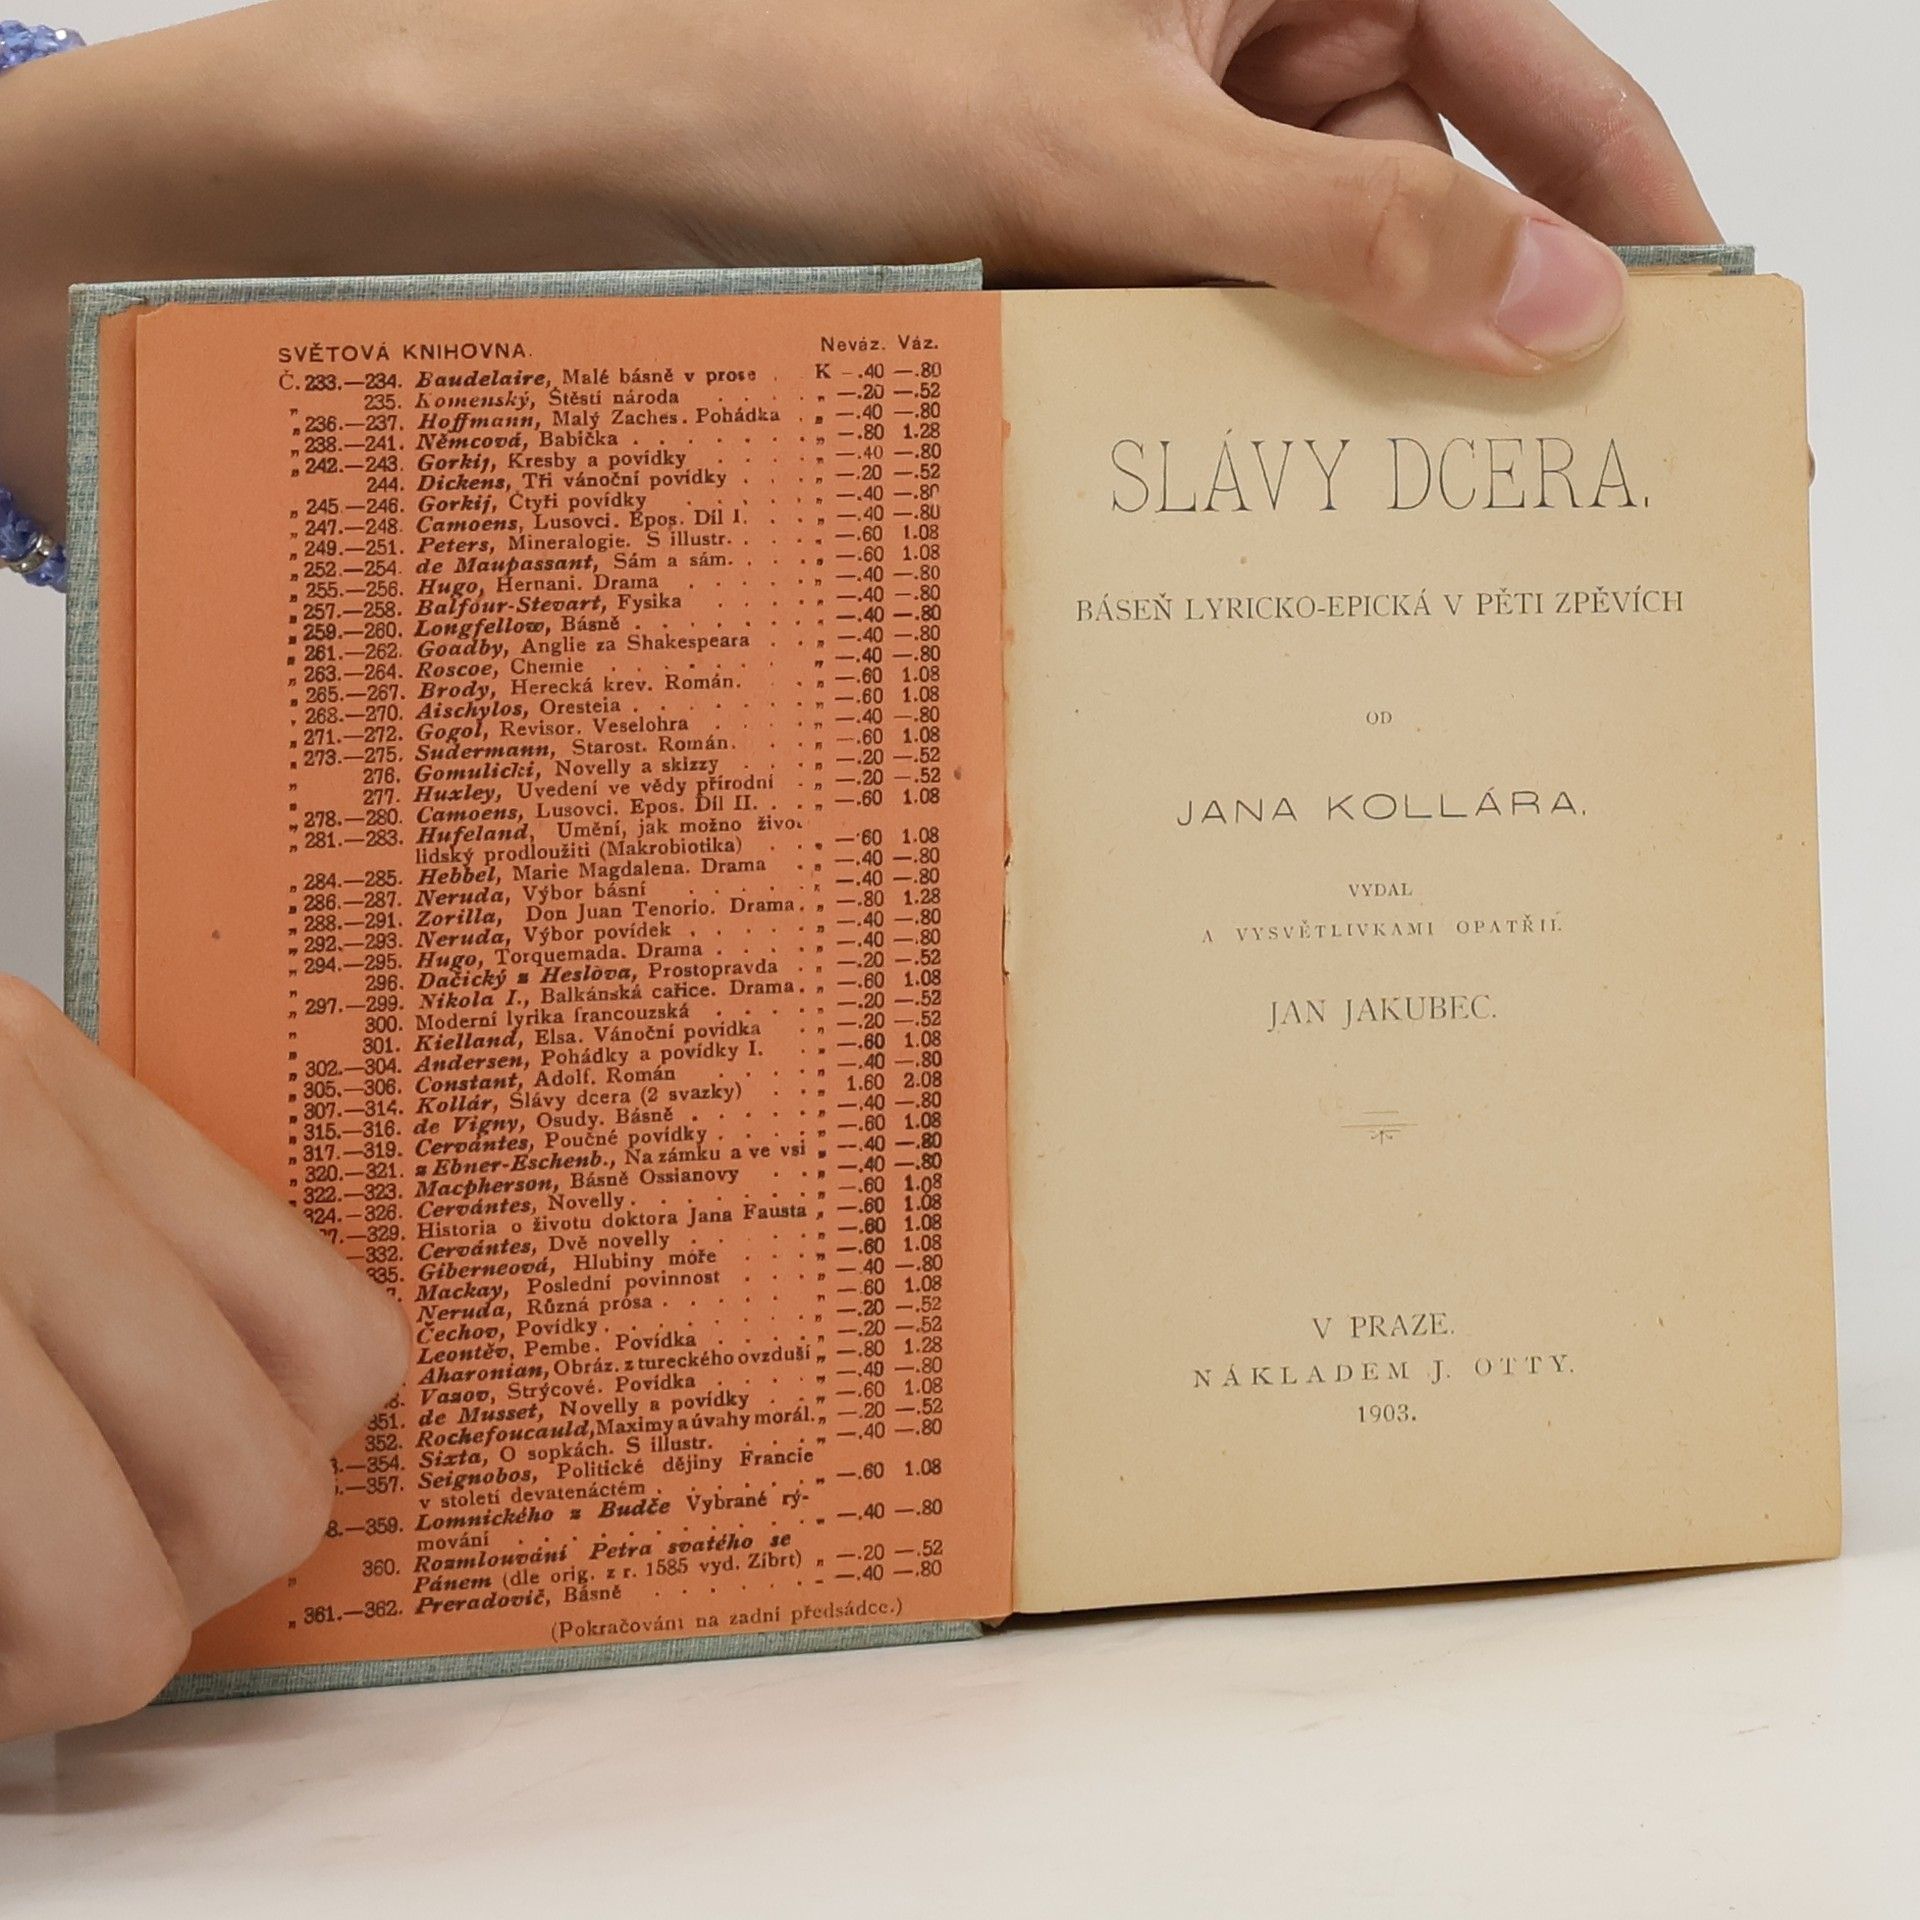 SVĚTOVÁ KNIHOVNA. Neváz. Váz.
Č. 233.—234. Baudelaire, Malé básně v prose . K —.40 —.80
235. Komenský, Štěstí národa . . . . „ —.20 —.52
„ 236.—237. Hoffmann, Malý Zaches. Pohádka . „ —.40 —.80
„ 238.—241. Němcová, Babička . . . . . . . „ —.80 1.28
„ 242.—243. Gorkij, Kresby a povídky . . . . „ —.40 —.80
244. Dickens, Tři vánoční povídky . . . „ —.20 —.52
„ 245.—246. Gorkij, Čtyři povídky . . . . . „ —.40 —.80
„ 247.—248. Camoens, Lusovci. Epos. Díl I. . . „ —.40 —.80
„ 249.—251. Peters, Mineralogie. S illustr. . . . „ —.60 1.08
„ 252.—254. de Maupassant, Sám a sám. . . . „ —.60 1.08
„ 255.—256. Hugo, Hernani. Drama . . . . . „ —.40 —.80
„ 257.—258. Balfour-Stevart, Fysika . . . . „ —.40 —.80
„ 259.—260. Longfellow, Básně . . . . . . . „ —.40 —.80
„ 261.—262. Goadby, Anglie za Shakespeara . . „ —.40 —.80
„ 263.—264. Roscoe, Chemie . . . . . . . „ —.40 —.80
„ 265.—267. Brody, Herecká krev. Román. . . „ —.60 1.08
„ 268.—270. Aischylos, Oresteia . . . . . . . „ —.60 1.08
„ 271.—272. Gogol, Revisor. Veselohra . . . . „ —.40 —.80
„ 273.—275. Sudermann, Starost. Román. . . „ —.60 1.08
„ 276. Gomulicki, Novelly a skizzy . . . „ —.20 —.52
„ 277. Huxley, Uvedení ve vědy přírodní . „ —.20 —.52
„ 278.—280. Camoens, Lusovci. Epos. Díl II. . . „ —.60 1.08
„ 281.—283. Hufeland, Umění, jak možno život
lidský prodloužiti (Makrobiotika) . . „ —.60 1.08
„ 284.—285. Hebbel, Marie Magdalena. Drama . „ —.40 —.80
„ 286.—287. Neruda, Výbor básní . . . . . „ —.40 —.80
„ 288.—291. Zorilla, Don Juan Tenorio. Drama . „ —.80 1.28
„ 292.—293. Neruda, Výbor povídek . . . . . „ —.40 —.80
„ 294.—295. Hugo, Torquemada. Drama . . . . „ —.40 —.80
„ 296. Dačický z Heslova, Prostopravda . „ —.20 —.52
„ 297.—299. Nikola I., Balkánská cařice. Drama. „ —.60 1.08
„ 300. Moderní lyrika francouzská . . . . „ —.20 —.52
„ 301. Kielland, Elsa. Vánoční povídka . „ —.20 —.52
„ 302.—304. Andersen, Pohádky a povídky I. . „ —.60 1.08
„ 305.—306. Constant, Adolf. Román . . . . „ —.40 —.80
„ 307.—314. Kollár, Slávy dcera (2 svazky) . „ 1.60 2.08
„ 315.—316. de Vigny, Osudy. Básně . . . . . „ —.40 —.80
„ 317.—319. Cervántes, Poučné povídky . . . . „ —.60 1.08
„ 320.—321. z Ebner-Eschenb., Na zámku a ve vsi „ —.40 —.80
„ 322.—323. Macpherson, Básně Ossianovy . . „ —.40 —.80
324.—326. Cervántes, Novelly . . . . . . . „ —.60 1.08
—329. Historia o životu doktora Jana Fausta „ —.60 1.08
—332. Cervántes, Dvě novelly . . . . . „ —.60 1.08
335. Giberneová, Hlubiny moře . . . . „ —.60 1.08
Mackay, Poslední povinnost . . . „ —.40 —.80
Neruda, Různá prósa . . . . . . „ —.60 1.08
Čechov, Povídky . . . . . . . . „ —.20 —.52
Leontěv, Pembe. Povídka . . . . „ —.20 —.52
Aharonian, Obráz. z tureckého ovzduší „ —.80 1.28
Vazov, Strýcové. Povídka . . . . „ —.40 —.80
351. de Musset, Novelly a povídky . . „ —.60 1.08
352. Rochefoucauld, Maximy a úvahy morál. „ —.20 —.52
—354. Sixta, O sopkách. S illustr. . . . . „ —.40 —.80
—357. Seignobos, Politické dějiny Francie
v století devatenáctém . . . . . . „ —.60 1.08
8.—359. Lomnického z Budče Vybrané rý-
mování . . . . . . . . . . . „ —.40 —.80
„ 360. Rozmlouvání Petra svatého se
Pánem (dle orig. z r. 1585 vyd. Zíbrt) „ —.20 —.52
„ 361.—362. Preradovič, Básně . . . . . . „ —.40 —.80
(Pokračování na zadní předsádce.)
SLÁVY DCERA.
BÁSEŇ LYRICKO-EPICKÁ V PĚTI ZPĚVÍCH
OD
JANA KOLLÁRA.
VYDAL
A VYSVĚTLIVKAMI OPATŘIL
JAN JAKUBEC.
V PRAZE.
NÁKLADEM J. OTTY.
1903.